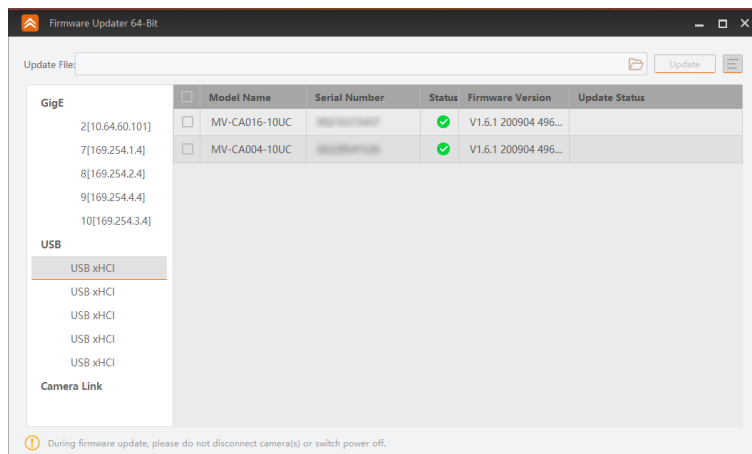 Firmware Updater 64-Bit
Update File: Update
GigE
2[10.64.60.101]
7[169.254.1.4]
8[169.254.2.4]
9[169.254.4.4]
10[169.254.3.4]
USB
USB xHCI
USB xHCI
USB xHCI
USB xHCI
USB xHCI
Camera Link
Model Name Serial Number Status Firmware Version Update Status
MV-CA016-10UC V1.6.1 200904 496...
MV-CA004-10UC V1.6.1 200904 496...
During firmware update, please do not disconnect camera(s) or switch power off.